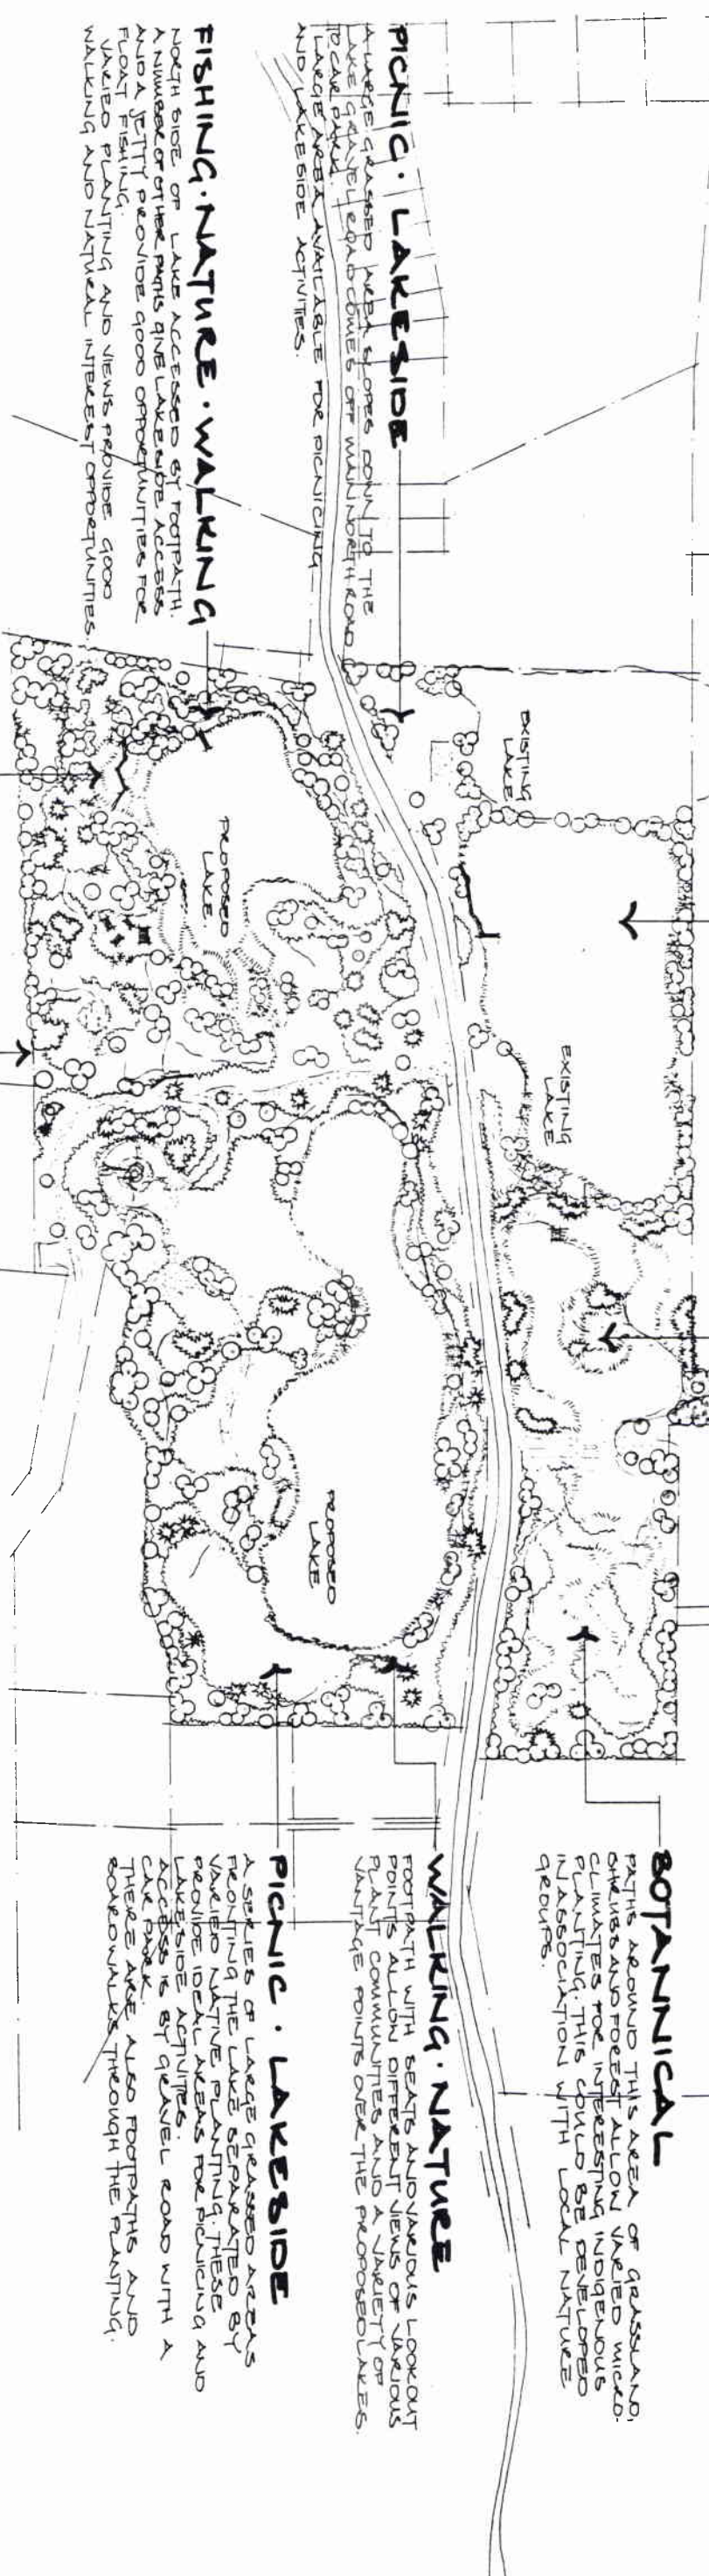 PICNIC · LAKESIDE
A LARGE GRASSED AREA SLOPES DOWN TO THE
LAKE GRAVEL ROAD COMES OFF MAIN NORTH ROAD
TO CAR PARK.
LARGE AREA AVAILABLE FOR PICNICING
AND LAKESIDE ACTIVITIES.
FISHING · NATURE · WALKING
NORTH SIDE OF LAKE ACCESSED BY FOOTPATH.
A NUMBER OF OTHER PATHS GIVE LAKESIDE ACCESS
AND A JETTY PROVIDE GOOD OPPORTUNITIES FOR
FLOAT FISHING.
VARIED PLANTING AND VIEWS PROVIDE GOOD
WALKING AND NATURAL INTEREST OPPORTUNITIES.
EXISTING
LAKE
PROPOSED
LAKE
EXISTING
LAKE
PROPOSED
LAKE
BOTANNICAL
PATHS AROUND THIS AREA OF GRASSLAND,
SHRUBS AND FOREST ALLOW VARIED MICRO-
CLIMATES FOR INTERESTING INDIGENOUS
PLANTING. THIS COULD BE DEVELOPED
IN ASSOCIATION WITH LOCAL NATURE
GROUPS.
WALKING · NATURE
FOOTPATH WITH SEATS AND VARIOUS LOOKOUT
POINTS ALLOW DIFFERENT VIEWS OF VARIOUS
PLANT COMMUNITIES AND A VARIETY OF
VANTAGE POINTS OVER THE PROPOSED LAKES.
PICNIC · LAKESIDE
A SERIES OF LARGE GRASSED AREAS
FRONTING THE LAKE SEPARATED BY
VARIED NATIVE PLANTING. THESE
PROVIDE IDEAL AREAS FOR PICNICING AND
LAKESIDE ACTIVITIES.
ACCESS IS BY GRAVEL ROAD WITH A
CAR PARK.
THERE ARE ALSO FOOTPATHS AND
BOARDWALKS THROUGH THE PLANTING.